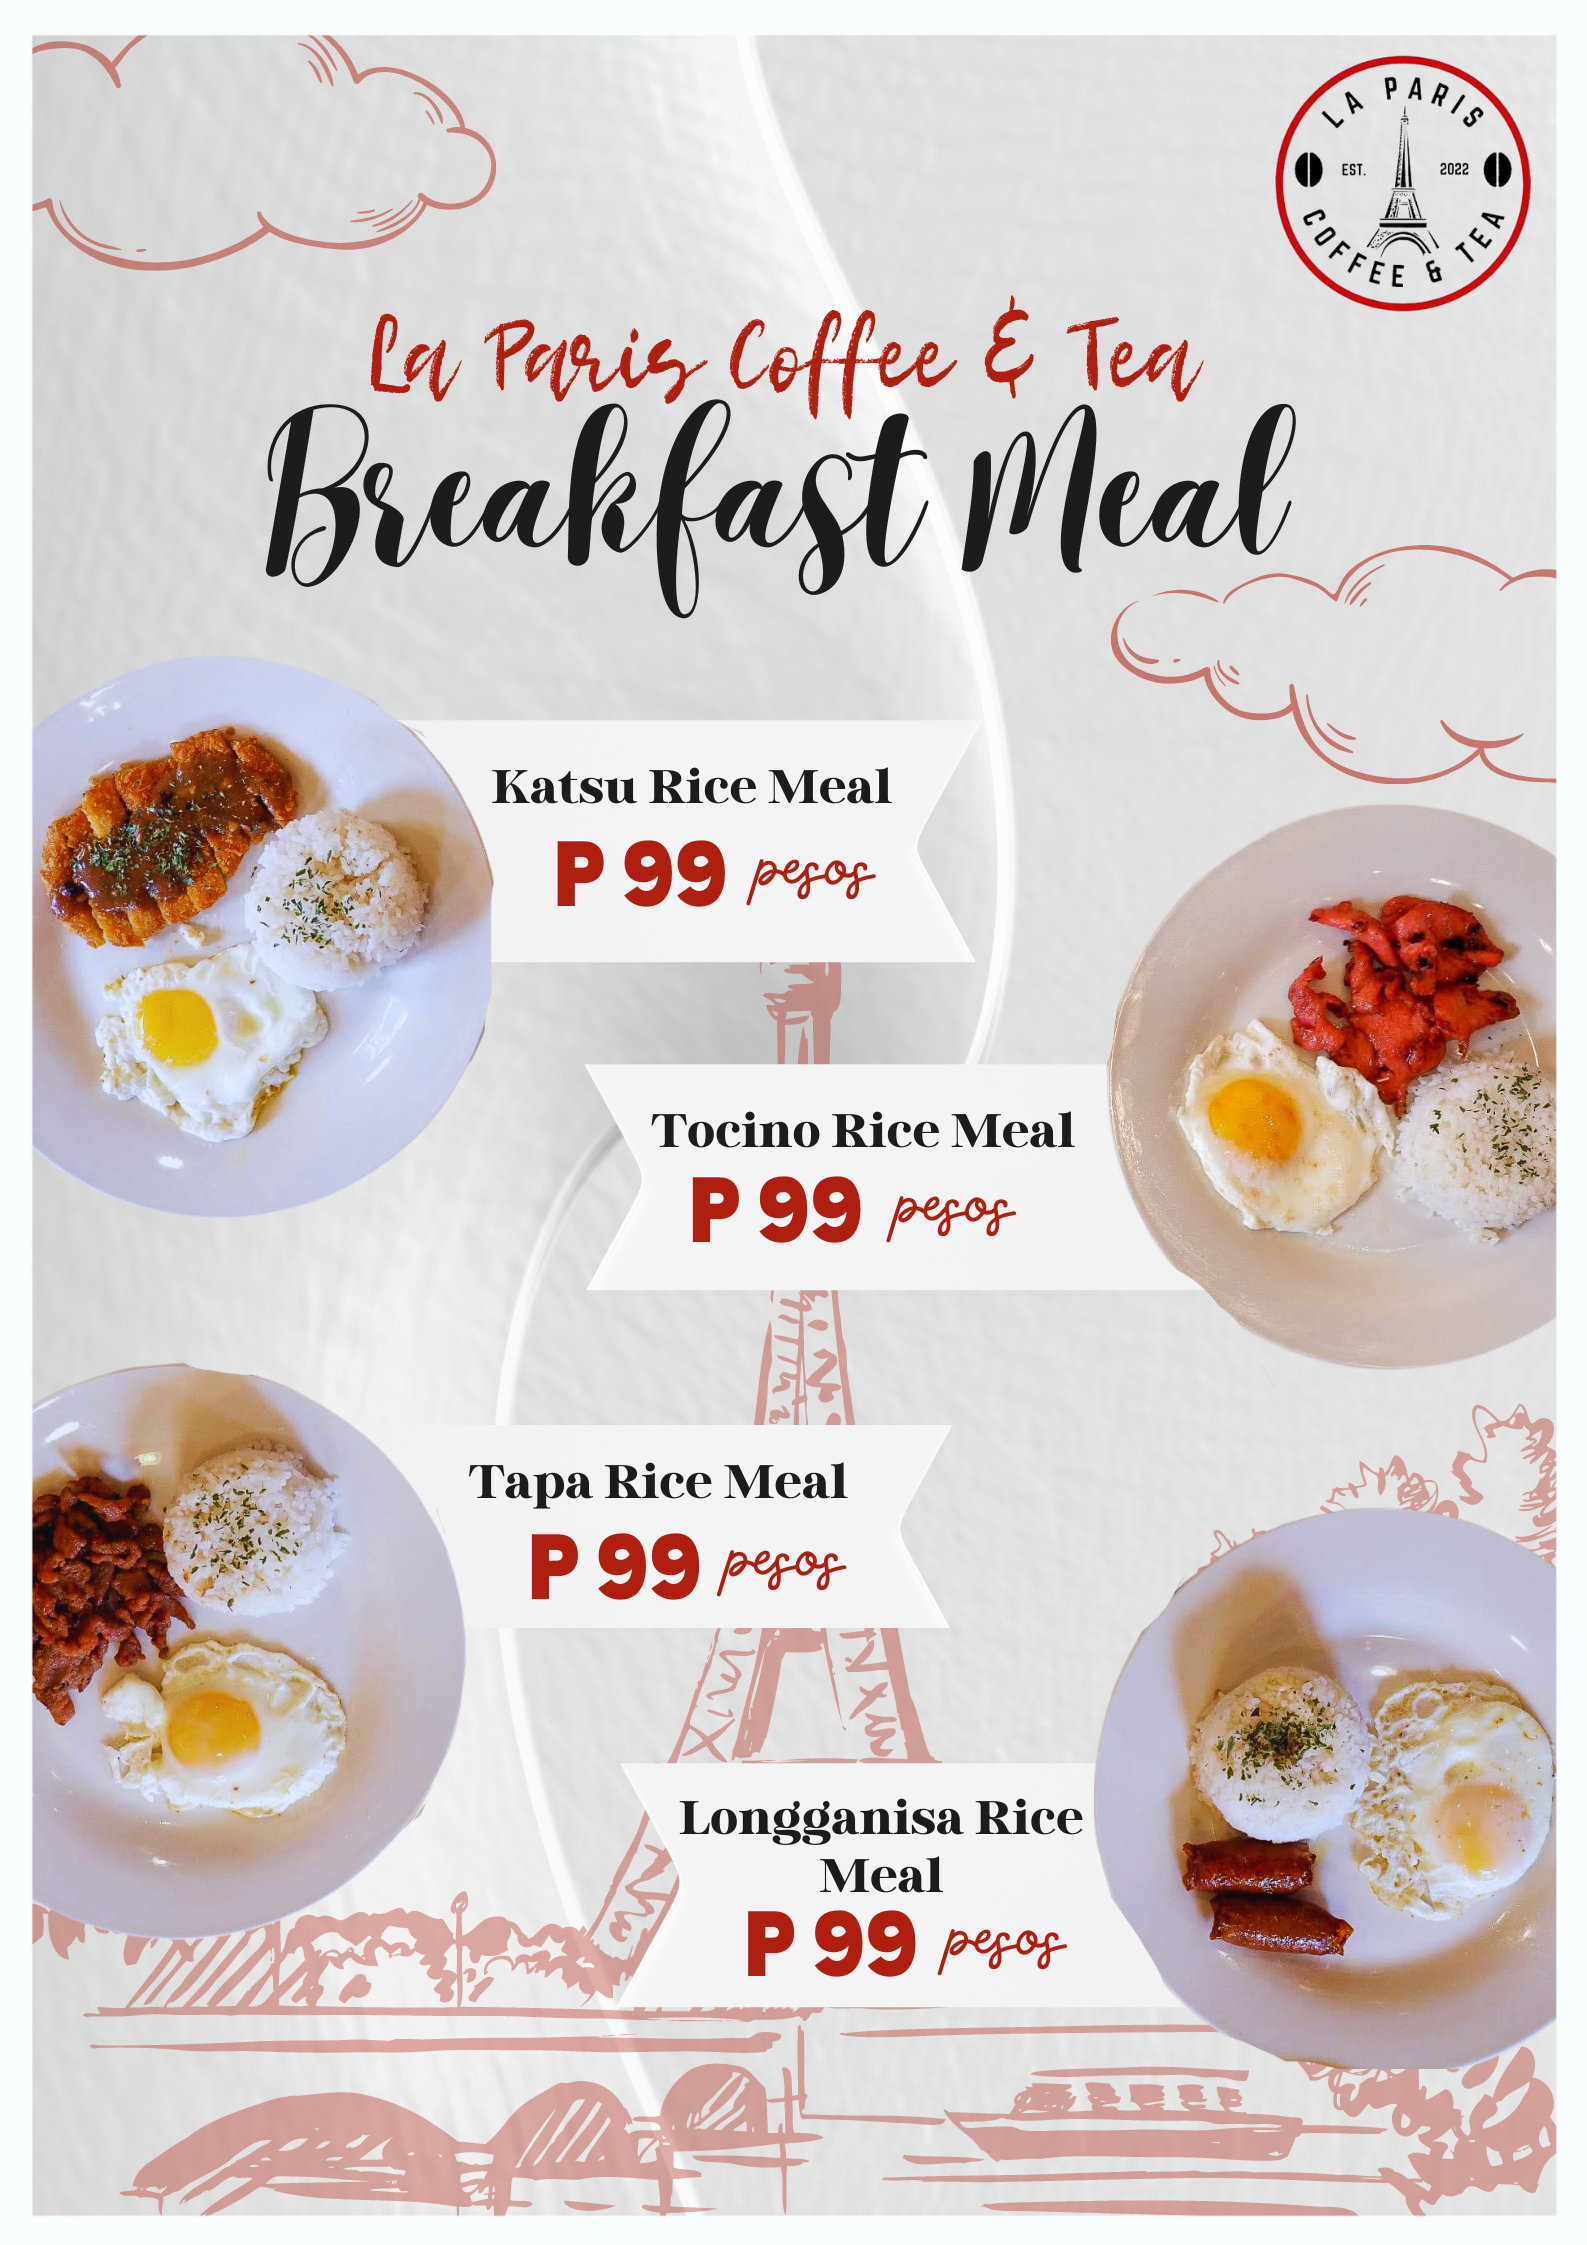 LA PARIS
EST. 2022
COFFEE & TEA
La Paris Coffee & Tea
Breakfast Meal
Katsu Rice Meal
P 99 pesos
Tocino Rice Meal
P 99 pesos
Tapa Rice Meal
P 99 pesos
Longganisa Rice
Meal
P 99 pesos